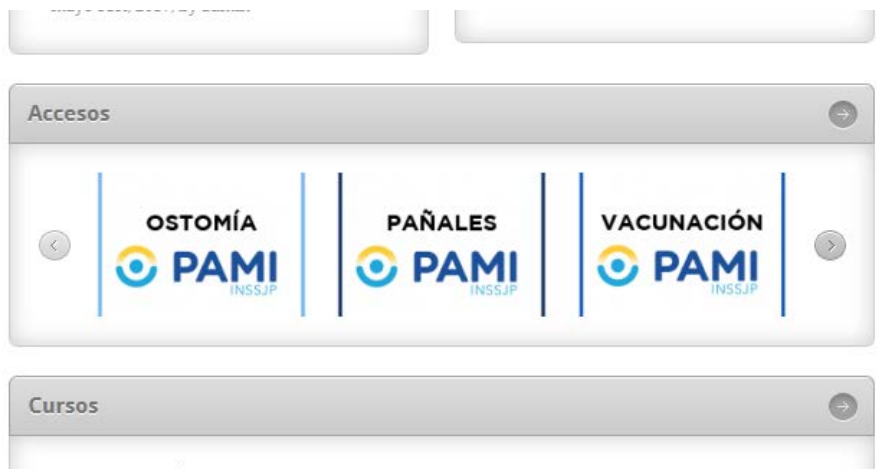 Accesos
OSTOMÍA
PAMI
INSSJP
PAÑALES
PAMI
INSSJP
VACUNACIÓN
PAMI
INSSJP
Cursos